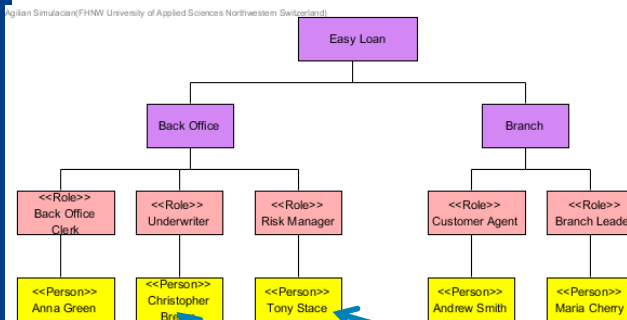 Agilian Simulacian(FHNW University of Applied Sciences Northwestern Switzerland)
Easy Loan
Back Office
Branch
<<Role>>
Back Office
Clerk
<<Role>>
Underwriter
<<Role>>
Risk Manager
<<Role>>
Customer Agent
<<Role>>
Branch Leade
<<Person>>
Anna Green
<<Person>>
Christopher
<<Person>>
Tony Stace
<<Person>>
Andrew Smith
<<Person>>
Maria Cherry